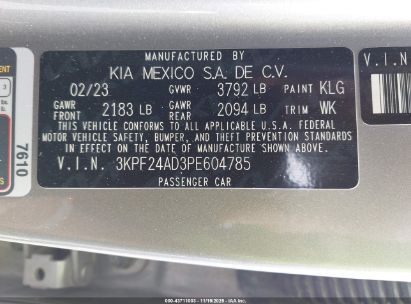 MANUFACTURED BY
KIA MEXICO S.A. DE C.V.
02/23 GVWR 3792 LB PAINT KLG
GAWR FRONT 2183 LB GAWR REAR 2094 LB TRIM WK
THIS VEHICLE CONFORMS TO ALL APPLICABLE U.S.A. FEDERAL
MOTOR VEHICLE SAFETY, BUMPER, AND THEFT PREVENTION STANDARDS
IN EFFECT ON THE DATE OF MANUFACTURE SHOWN ABOVE.
V.I.N. 3KPF24AD3PE604785
PASSENGER CAR
7610
V.I.N